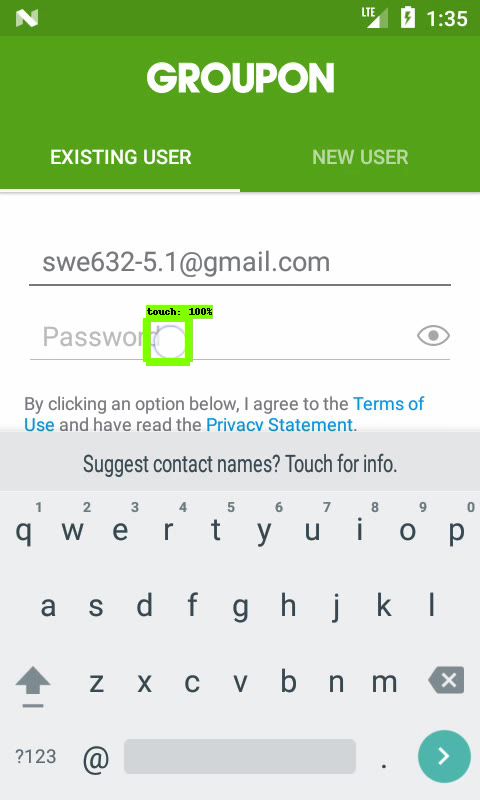 LTE 1:35
GROUPON
EXISTING USER NEW USER
swe632-5.1@gmail.com
touch: 100%
Password
By clicking an option below, I agree to the Terms of
Use and have read the Privacy Statement.
Suggest contact names? Touch for info.
1 2 3 4 5 6 7 8 9 0
q w e r t y u i o p
a s d f g h j k l
z x c v b n m
?123 @ .